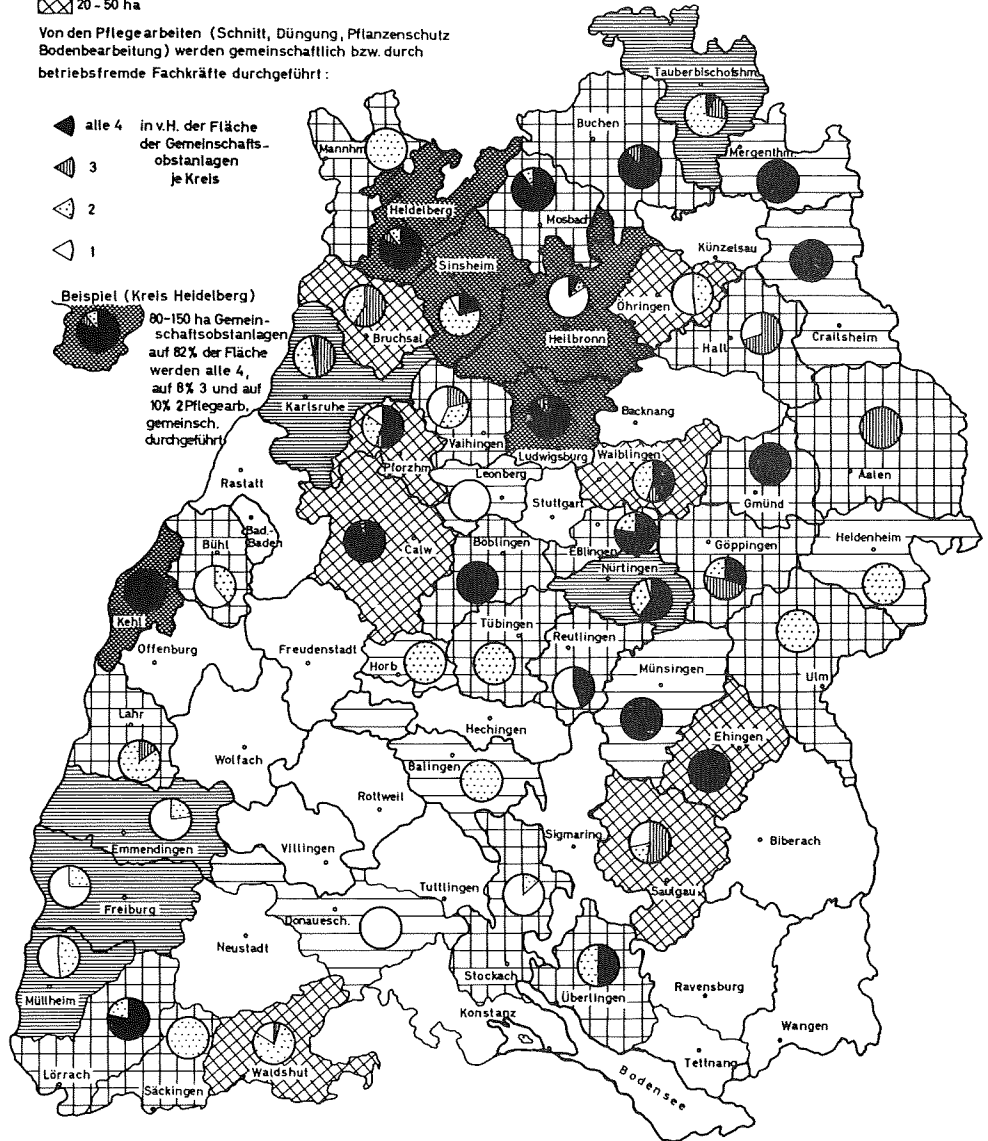 20 - 50 ha
Von den Pflegearbeiten (Schnitt, Düngung, Pflanzenschutz
Bodenbearbeitung) werden gemeinschaftlich bzw. durch
betriebsfremde Fachkräfte durchgeführt :
alle 4 in v.H. der Fläche
der Gemeinschafts-
obstanlagen
je Kreis
3
2
1
Beispiel (Kreis Heidelberg)
80-150 ha Gemein-
schaftsobstanlagen
auf 82% der Fläche
werden alle 4,
auf 8% 3 und auf
10% 2 Pflegearb.
gemeinsch.
durchgeführt
Tauberbischofshm.
Buchen
Mannhm.
Mergenthm.
Heidelberg
Mosbach
Künzelsau
Sinsheim
Öhringen
Bruchsal
Heilbronn
Hall
Crailsheim
Karlsruhe
Backnang
Vaihingen
Ludwigsburg
Waiblingen
Pforzhm.
Leonberg
Aalen
Rastatt
Stuttgart
Gmünd
Bad.-
Baden
Bühl
Calw
Böblingen
Eßlingen
Göppingen
Heidenheim
Nürtingen
Kehl
Tübingen
Reutlingen
Offenburg
Freudenstadt
Horb
Münsingen
Ulm
Lahr
Hechingen
Ehingen
Wolfach
Balingen
Rottweil
Sigmaring.
Biberach
Emmendingen
Villingen
Saulgau
Tuttlingen
Freiburg
Donauesch.
Neustadt
Stockach
Überlingen
Ravensburg
Müllheim
Konstanz
Wangen
Tettnang
Lörrach
Waldshut
Säckingen
Bodensee